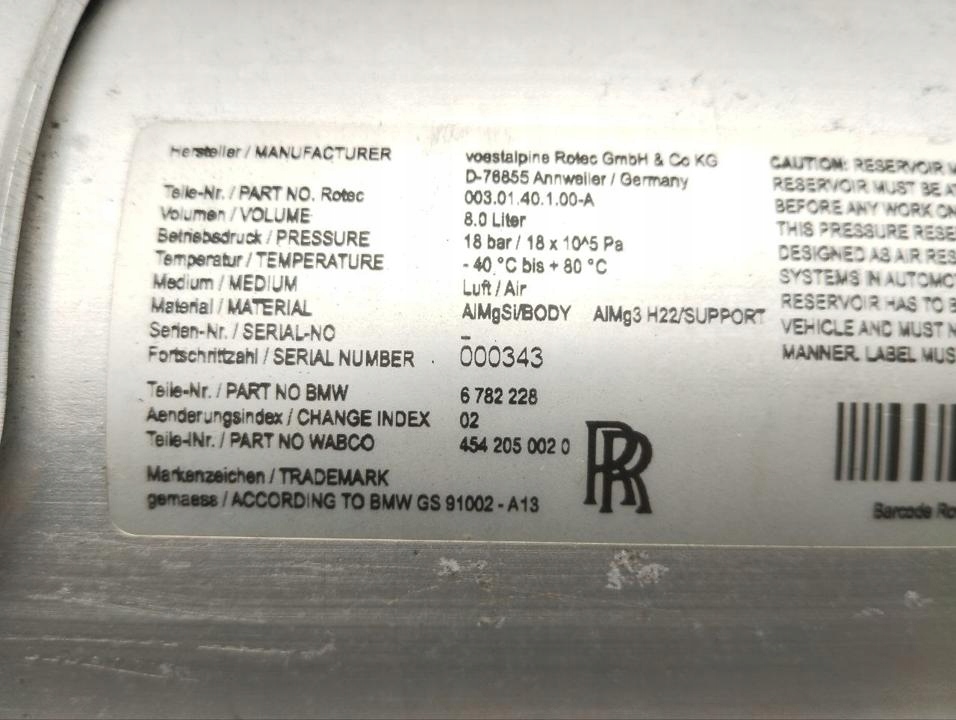 Hersteller / MANUFACTURER voestalpine Rotec GmbH & Co KG
D-76855 Annweiler / Germany
Teile-Nr. / PART NO. Rotec 003.01.40.1.00-A
Volumen / VOLUME 8.0 Liter
Betriebsdruck / PRESSURE 18 bar / 18 x 10^5 Pa
Temperatur / TEMPERATURE - 40 °C bis + 80 °C
Medium / MEDIUM Luft / Air
Material / MATERIAL AlMgSi/BODY AlMg3 H22/SUPPORT
Serien-Nr. / SERIAL-NO –
Fortschrittzahl / SERIAL NUMBER 000343
Teile-Nr. / PART NO BMW 6 782 228
Aenderungsindex / CHANGE INDEX 02
Teile-Nr. / PART NO WABCO 454 205 002 0
Markenzeichen / TRADEMARK
gemaess / ACCORDING TO BMW GS 91002 - A13
RR
CAUTION: RESERVOIR
RESERVOIR MUST BE
BEFORE ANY WORK ON
THIS PRESSURE
DESIGNED AS AIR
SYSTEMS IN
RESERVOIR HAS TO
VEHICLE AND MUST
MANNER. LABEL
Barcode